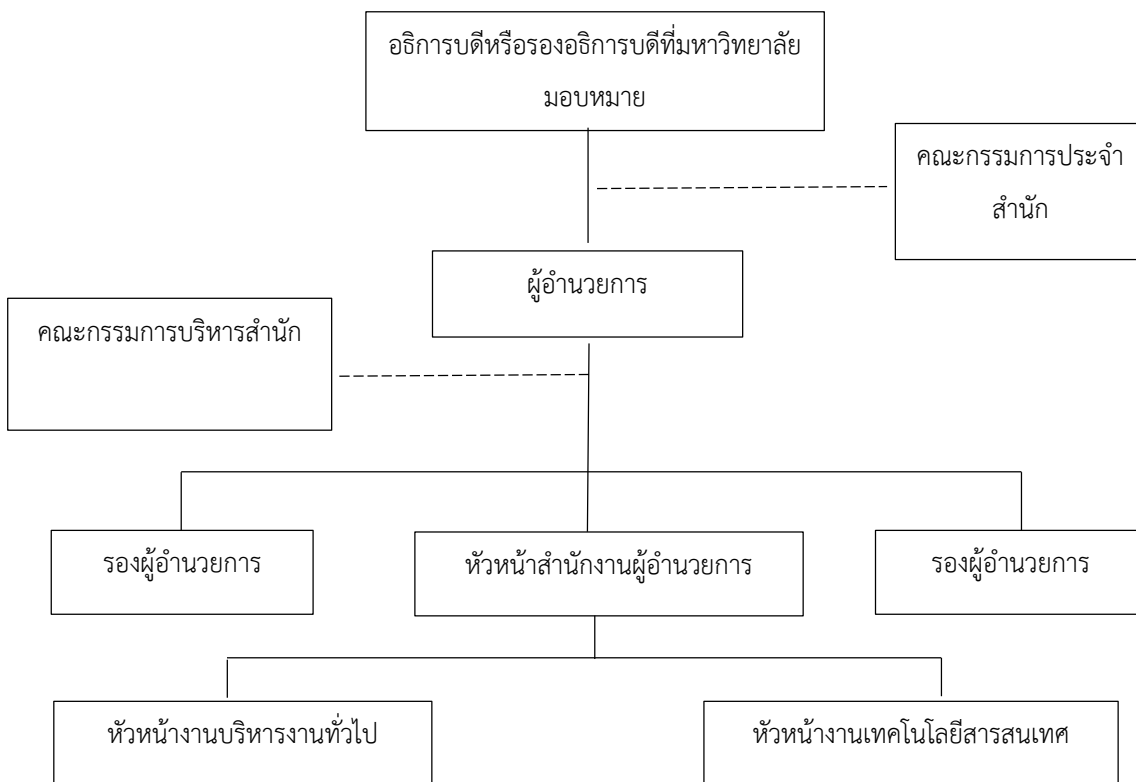 อธิการบดีหรือรองอธิการบดีที่มหาวิทยาลัย
มอบหมาย
คณะกรรมการประจำ
สำนัก
ผู้อำนวยการ
คณะกรรมการบริหารสำนัก
รองผู้อำนวยการ
หัวหน้าสำนักงานผู้อำนวยการ
รองผู้อำนวยการ
หัวหน้างานบริหารงานทั่วไป
หัวหน้างานเทคโนโลยีสารสนเทศ